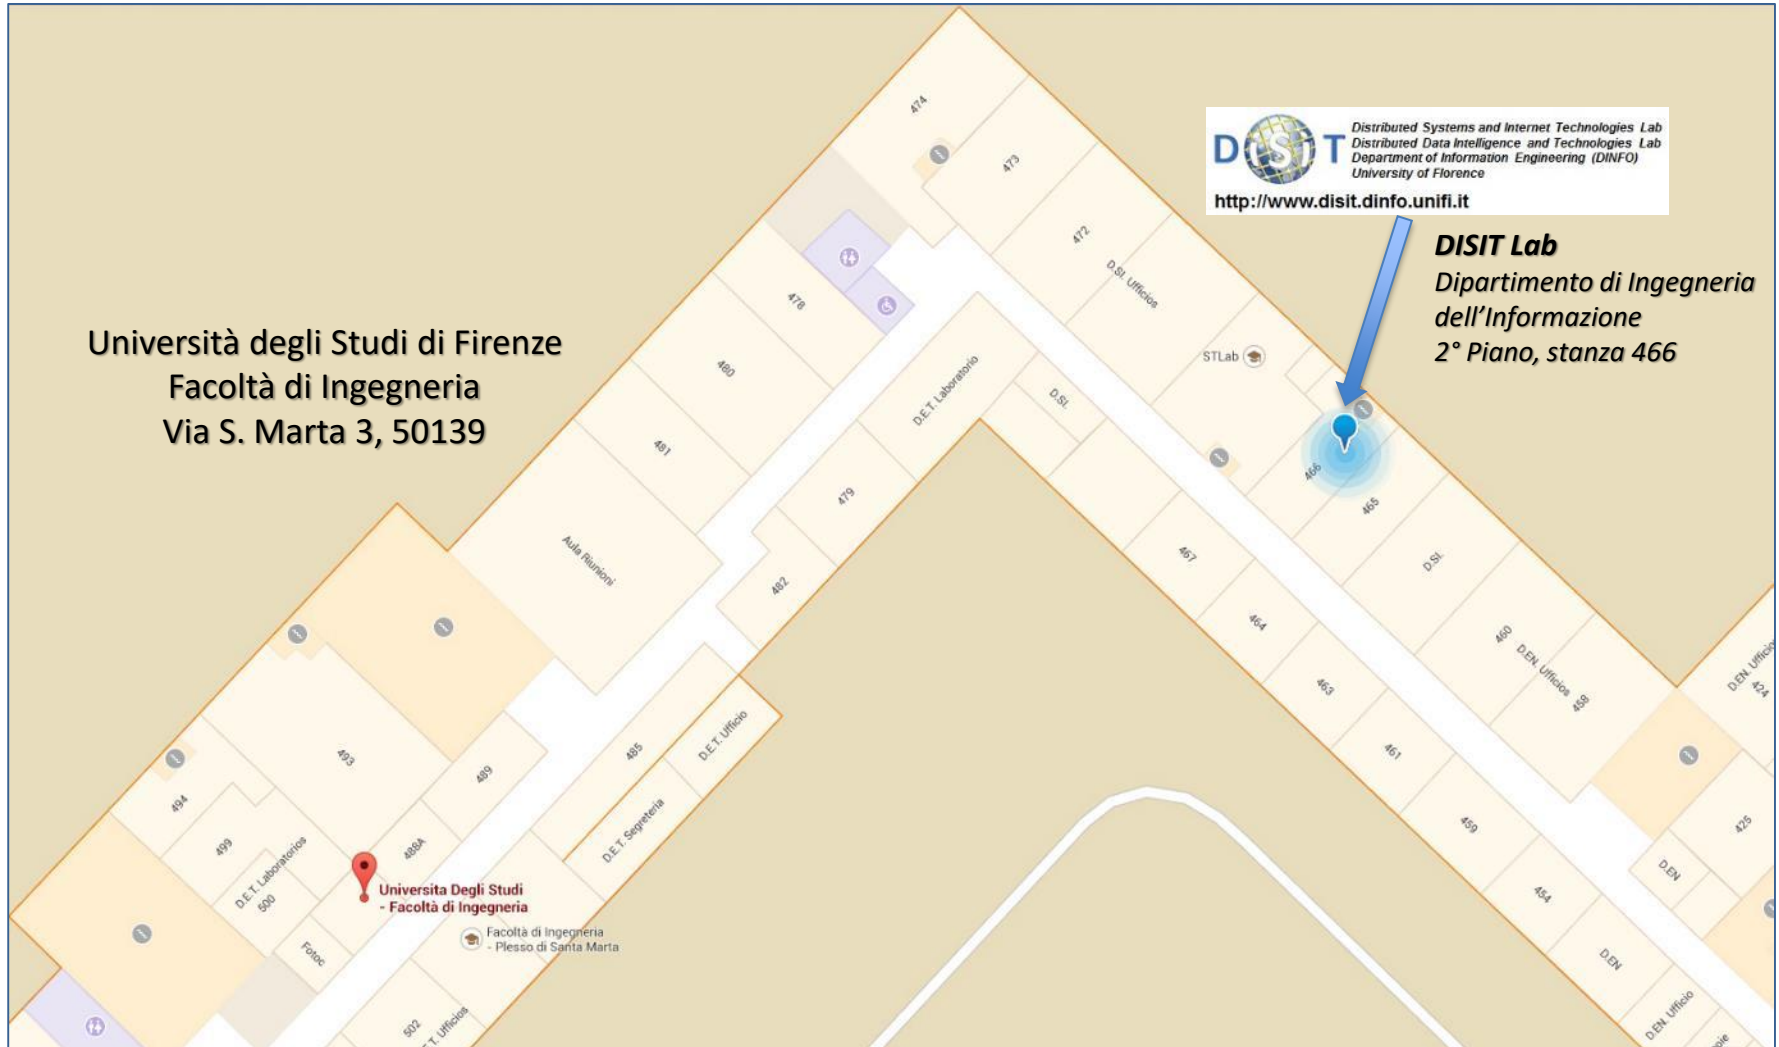 Università degli Studi di Firenze
Facoltà di Ingegneria
Via S. Marta 3, 50139
DISIT
Distributed Systems and Internet Technologies Lab
Distributed Data Intelligence and Technologies Lab
Department of Information Engineering (DINFO)
University of Florence
http://www.disit.dinfo.unifi.it
DISIT Lab
Dipartimento di Ingegneria
dell'Informazione
2° Piano, stanza 466
474
473
472
D.SI. Ufficios
478
480
481
Aula Riunioni
STLab
D.E.T. Laboratorio
D.SI.
479
482
466
465
D.SI.
467
464
463
461
459
454
D.EN
D.EN. Ufficio
460
D.EN. Ufficios
458
D.EN. Ufficio
424
425
D.EN
485
D.E.T. Ufficio
D.E.T. Segreteria
493
489
488A
494
499
D.E.T. Laboratorios
500
Fotoc
Universita Degli Studi
- Facoltà di Ingegneria
Facoltà di Ingegneria
- Plesso di Santa Marta
502
.T. Ufficios